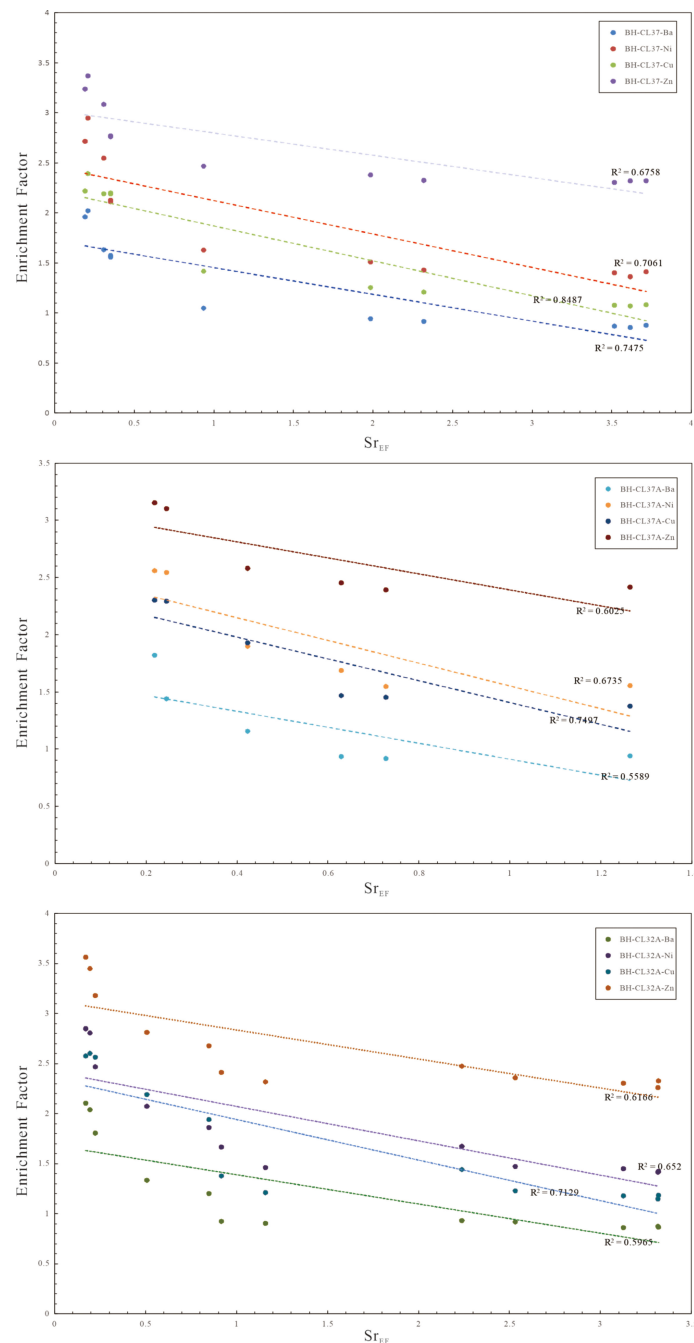 4
BH-CL37-Ba
BH-CL37-Ni
BH-CL37-Cu
BH-CL37-Zn
3.5
3
2.5
2
1.5
1
0.5
0
Enrichment Factor
R² = 0.6758
R² = 0.7061
R² = 0.8487
R² = 0.7475
0 0.5 1 1.5 2 2.5 3 3.5 4
Sr_EF
3.5
BH-CL37A-Ba
BH-CL37A-Ni
BH-CL37A-Cu
BH-CL37A-Zn
3
2.5
2
1.5
1
0.5
0
Enrichment Factor
R² = 0.6025
R² = 0.6735
R² = 0.7497
R² = 0.5589
0 0.2 0.4 0.6 0.8 1 1.2 1.
Sr_EF
4
BH-CL32A-Ba
BH-CL32A-Ni
BH-CL32A-Cu
BH-CL32A-Zn
3.5
3
2.5
2
1.5
1
0.5
0
Enrichment Factor
R² = 0.6166
R² = 0.652
R² = 0.7129
R² = 0.5965
0 0.5 1 1.5 2 2.5 3 3.
Sr_EF